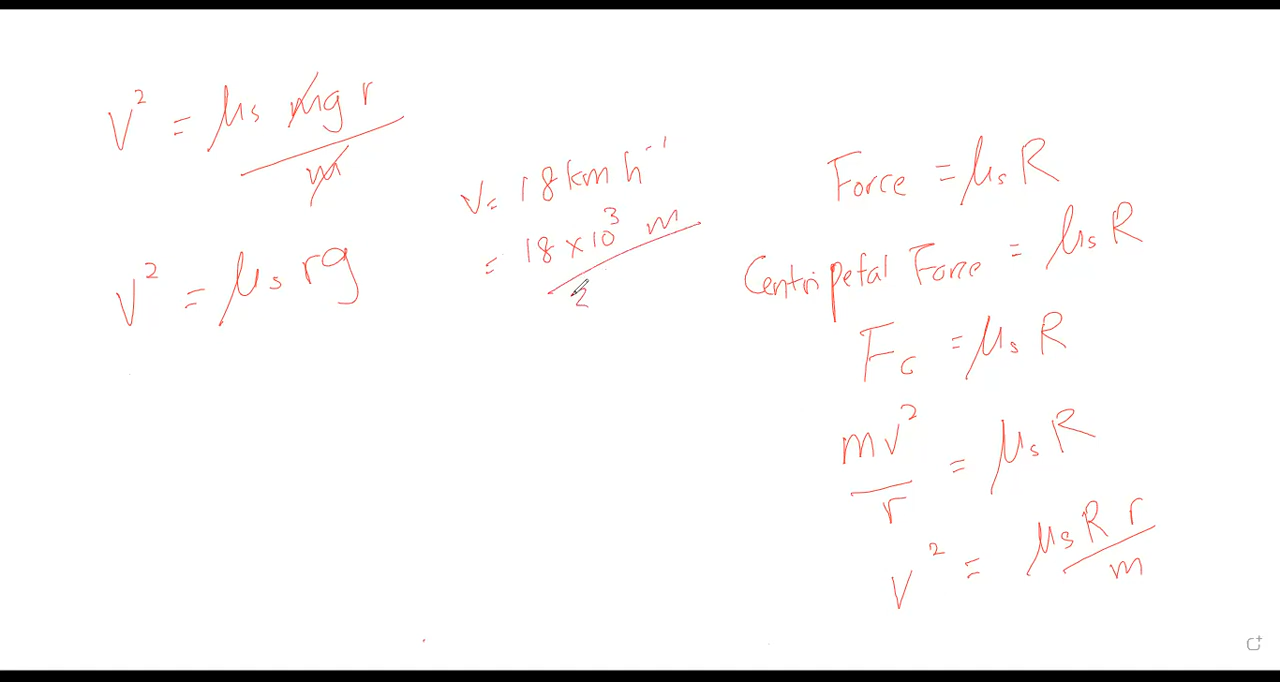 V² = μs mg r / m
V² = μs rg
V = 18 km h⁻¹
= 18 × 10³ m / 2
Force = μs R
Centripetal Force = μs R
Fc = μs R
mv² / r = μs R
V² = μs R r / m